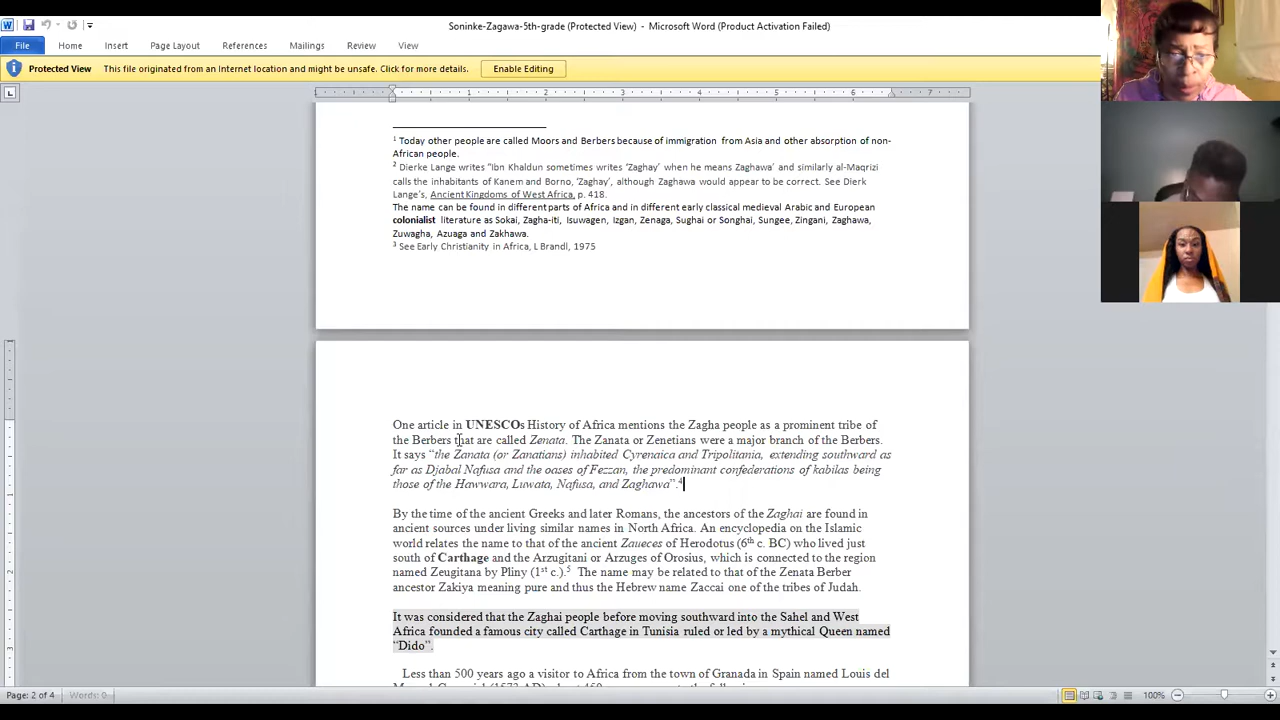 Soninke-Zagawa-5th-grade (Protected View) - Microsoft Word (Product Activation Failed)
File Home Insert Page Layout References Mailings Review View
Protected View This file originated from an Internet location and might be unsafe. Click for more details. Enable Editing
1 2 3 4 5 6 7
1 Today other people are called Moors and Berbers because of immigration from Asia and other absorption of non-
African people.
2 Dierke Lange writes "Ibn Khaldun sometimes writes 'Zaghay' when he means Zaghawa' and similarly al-Maqrizi
calls the inhabitants of Kanem and Borno, 'Zaghay', although Zaghawa would appear to be correct. See Dierk
Lange's, Ancient Kingdoms of West Africa, p. 418.
The name can be found in different parts of Africa and in different early classical medieval Arabic and European
colonialist literature as Sokai, Zagha-iti, Isuwagen, Izgan, Zenaga, Sughai or Songhai, Sungee, Zingani, Zaghawa,
Zuwagha, Azuaga and Zakhawa.
3 See Early Christianity in Africa, L Brandl, 1975
One article in UNESCOs History of Africa mentions the Zagha people as a prominent tribe of
the Berbers that are called Zenata. The Zanata or Zenetians were a major branch of the Berbers.
It says "the Zanata (or Zanatians) inhabited Cyrenaica and Tripolitania, extending southward as
far as Djabal Nafusa and the oases of Fezzan, the predominant confederations of kabilas being
those of the Hawwara, Luwata, Nafusa, and Zaghawa".4
By the time of the ancient Greeks and later Romans, the ancestors of the Zaghai are found in
ancient sources under living similar names in North Africa. An encyclopedia on the Islamic
world relates the name to that of the ancient Zaueces of Herodotus (6th c. BC) who lived just
south of Carthage and the Arzugitani or Arzuges of Orosius, which is connected to the region
named Zeugitana by Pliny (1st c.).5 The name may be related to that of the Zenata Berber
ancestor Zakiya meaning pure and thus the Hebrew name Zaccai one of the tribes of Judah.
It was considered that the Zaghai people before moving southward into the Sahel and West
Africa founded a famous city called Carthage in Tunisia ruled or led by a mythical Queen named
"Dido".
Less than 500 years ago a visitor to Africa from the town of Granada in Spain named Louis del
Page: 2 of 4 Words: 0 100%